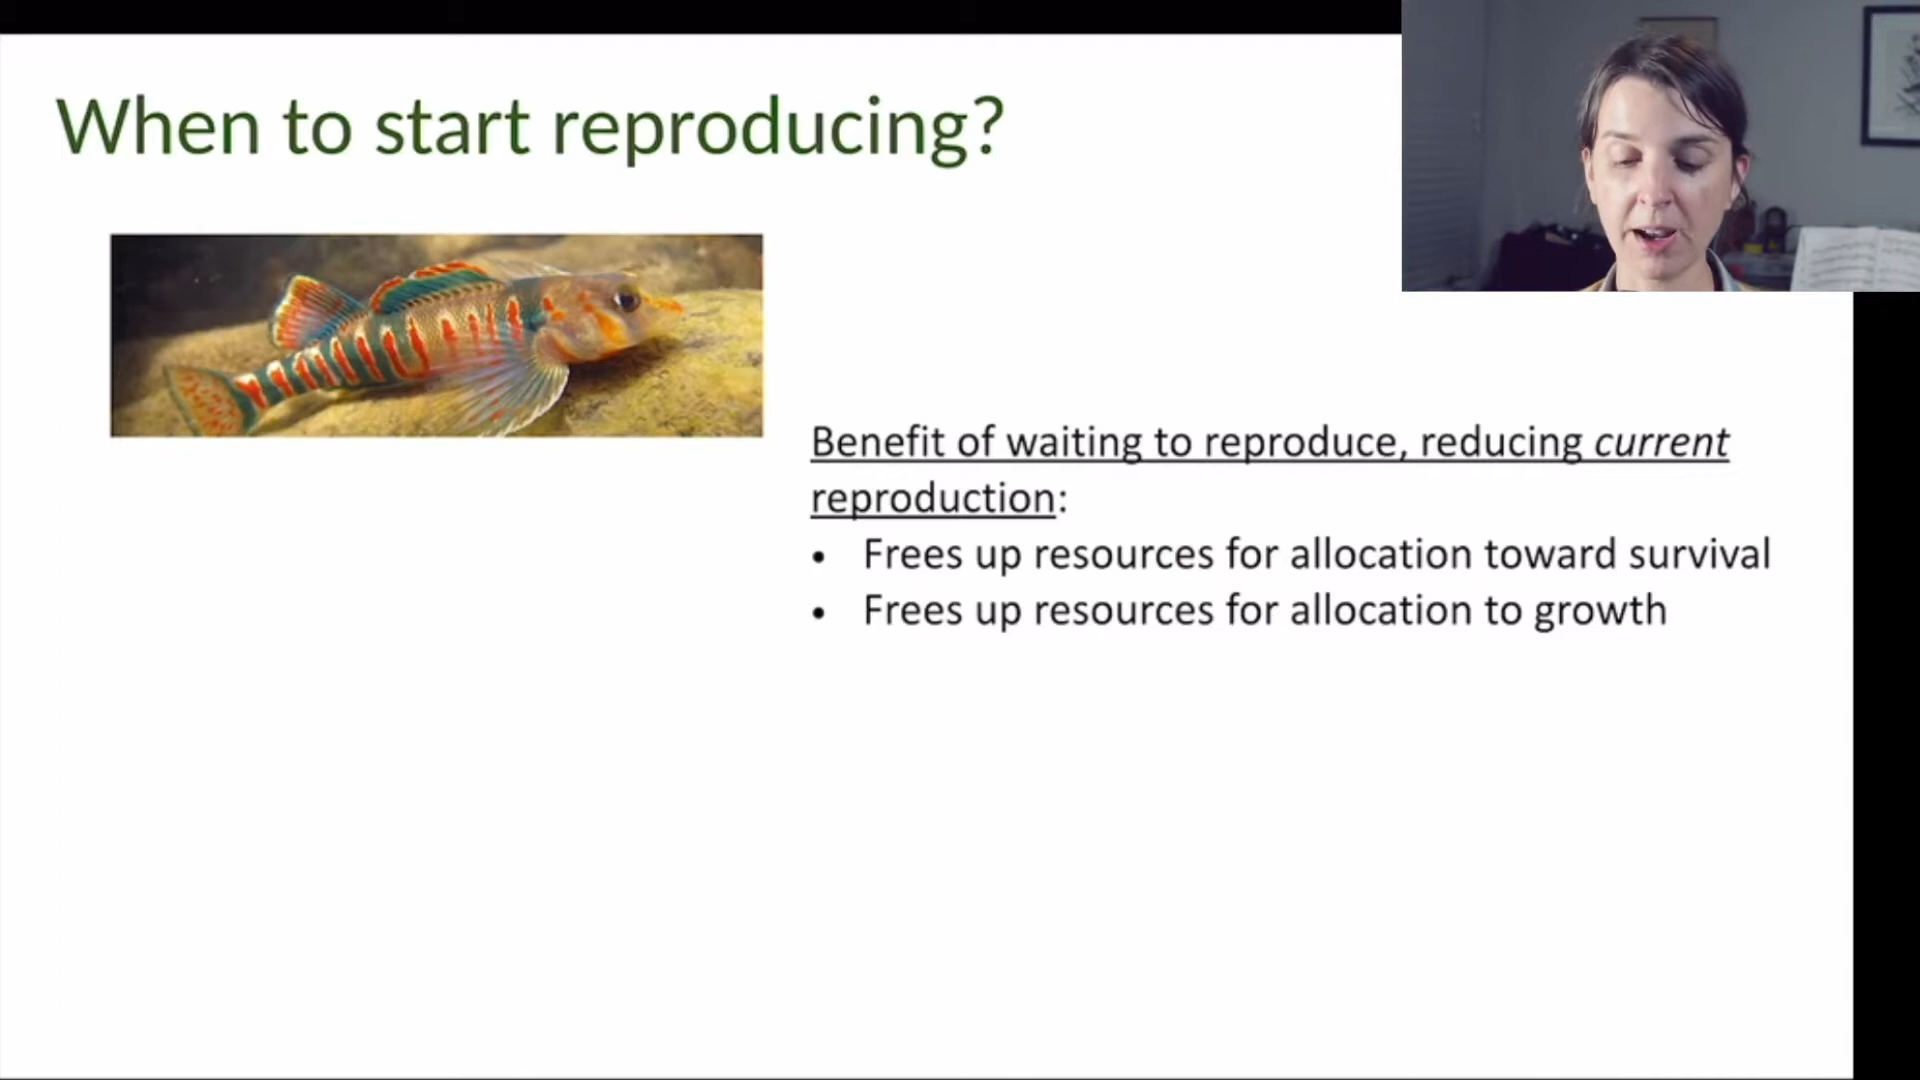 When to start reproducing?
Benefit of waiting to reproduce, reducing current
reproduction:
• Frees up resources for allocation toward survival
• Frees up resources for allocation to growth